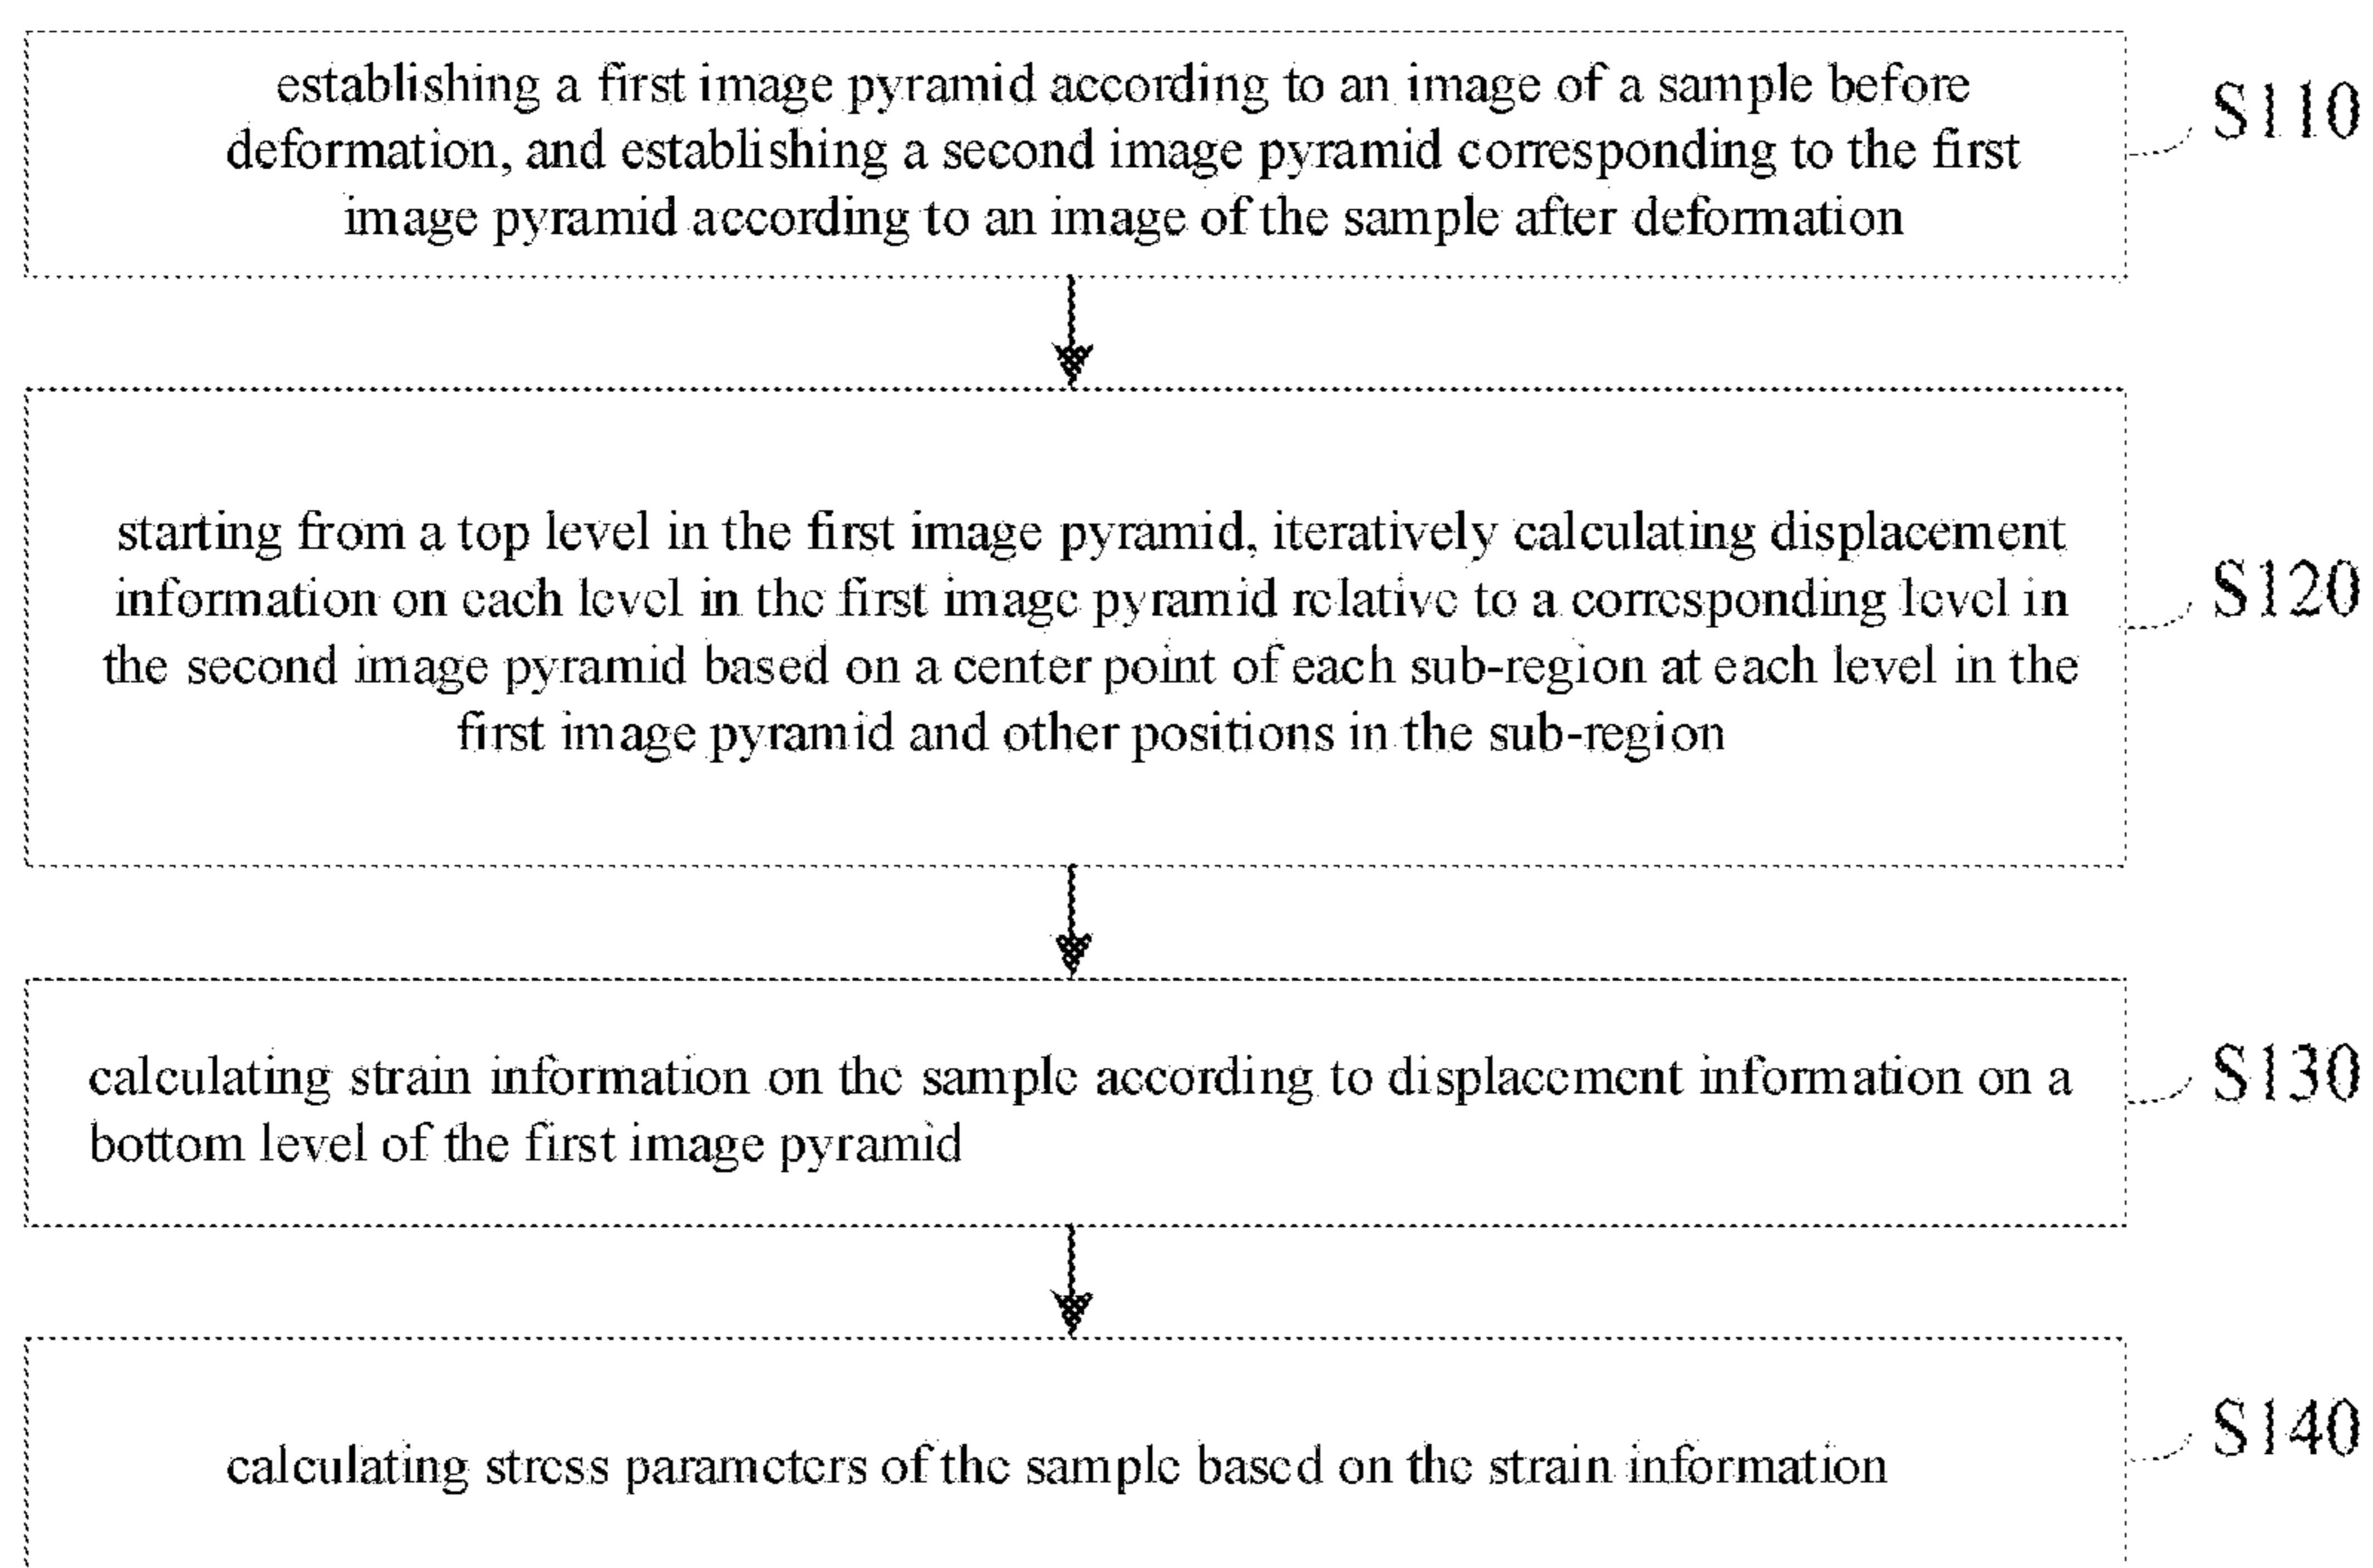 establishing a first image pyramid according to an image of a sample before
deformation, and establishing a second image pyramid corresponding to the first
image pyramid according to an image of the sample after deformation
S110
starting from a top level in the first image pyramid, iteratively calculating displacement
information on each level in the first image pyramid relative to a corresponding level in
the second image pyramid based on a center point of each sub-region at each level in the
first image pyramid and other positions in the sub-region
S120
calculating strain information on the sample according to displacement information on a
bottom level of the first image pyramid
S130
calculating stress parameters of the sample based on the strain information
S140